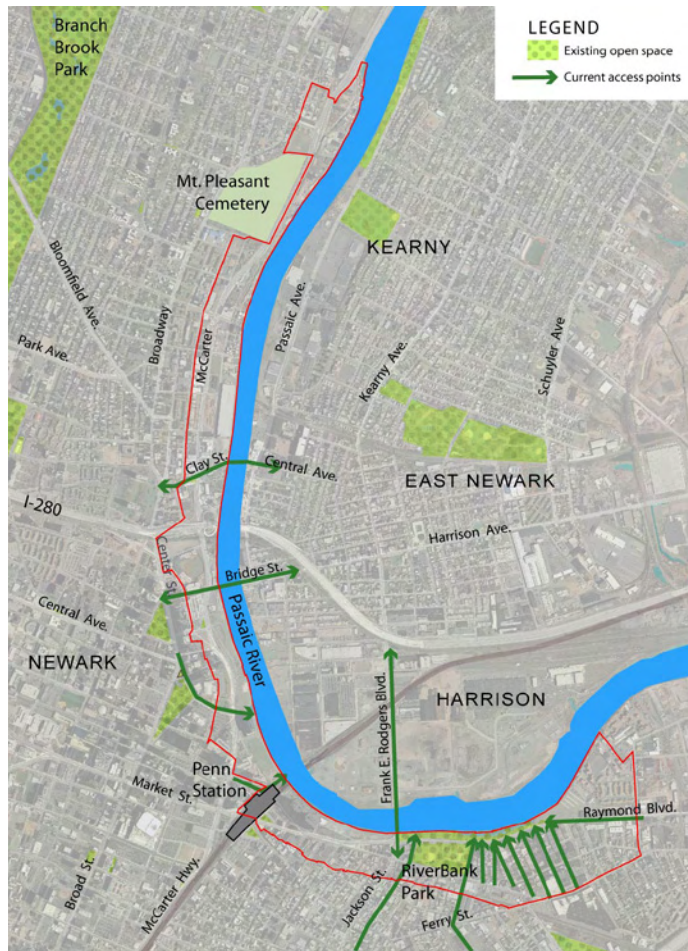 LEGEND
Existing open space
Current access points
Branch
Brook
Park
Mt. Pleasant
Cemetery
KEARNY
Bloomfield Ave.
Broadway
McCarter
Passaic Ave.
Park Ave.
Kearny Ave.
Schuyler Ave
Clay St.
Central Ave.
EAST NEWARK
I-280
Harrison Ave.
Center St.
Bridge St.
Central Ave.
Passaic River
NEWARK
HARRISON
Frank E. Rodgers Blvd.
Penn
Station
Market St.
Raymond Blvd.
Broad St.
McCarter Hwy.
RiverBank
Park
Jackson St.
Ferry St.